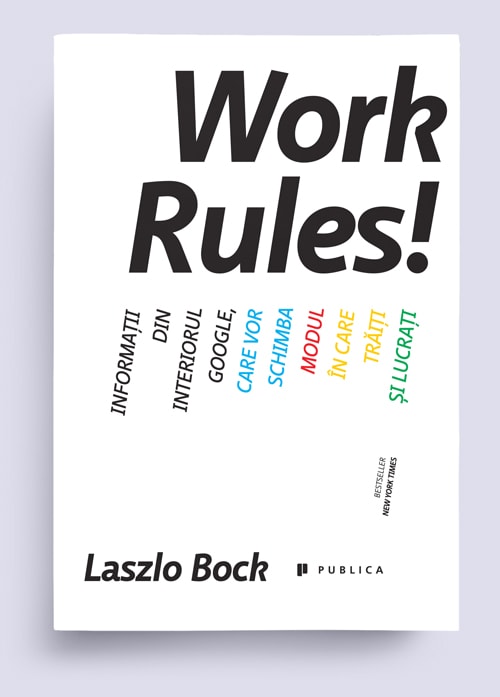 Work
Rules!
INFORMAȚII
DIN
INTERIORUL
GOOGLE,
CARE VOR
SCHIMBA
MODUL
ÎN CARE
TRĂIȚI
ȘI LUCRAȚI
BESTSELLER
NEW YORK TIMES
Laszlo Bock
PUBLICA